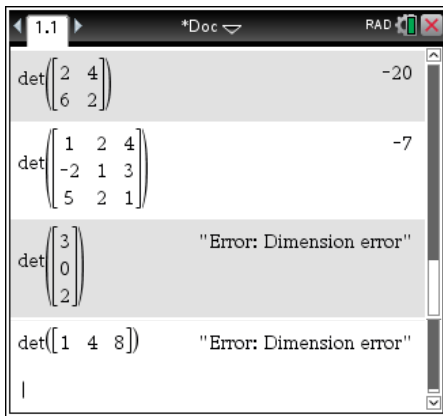 1.1 *Doc RAD
det([2 4
6 2]) -20
det([1 2 4
-2 1 3
5 2 1]) -7
det([3
0
2]) "Error: Dimension error"
det([1 4 8]) "Error: Dimension error"